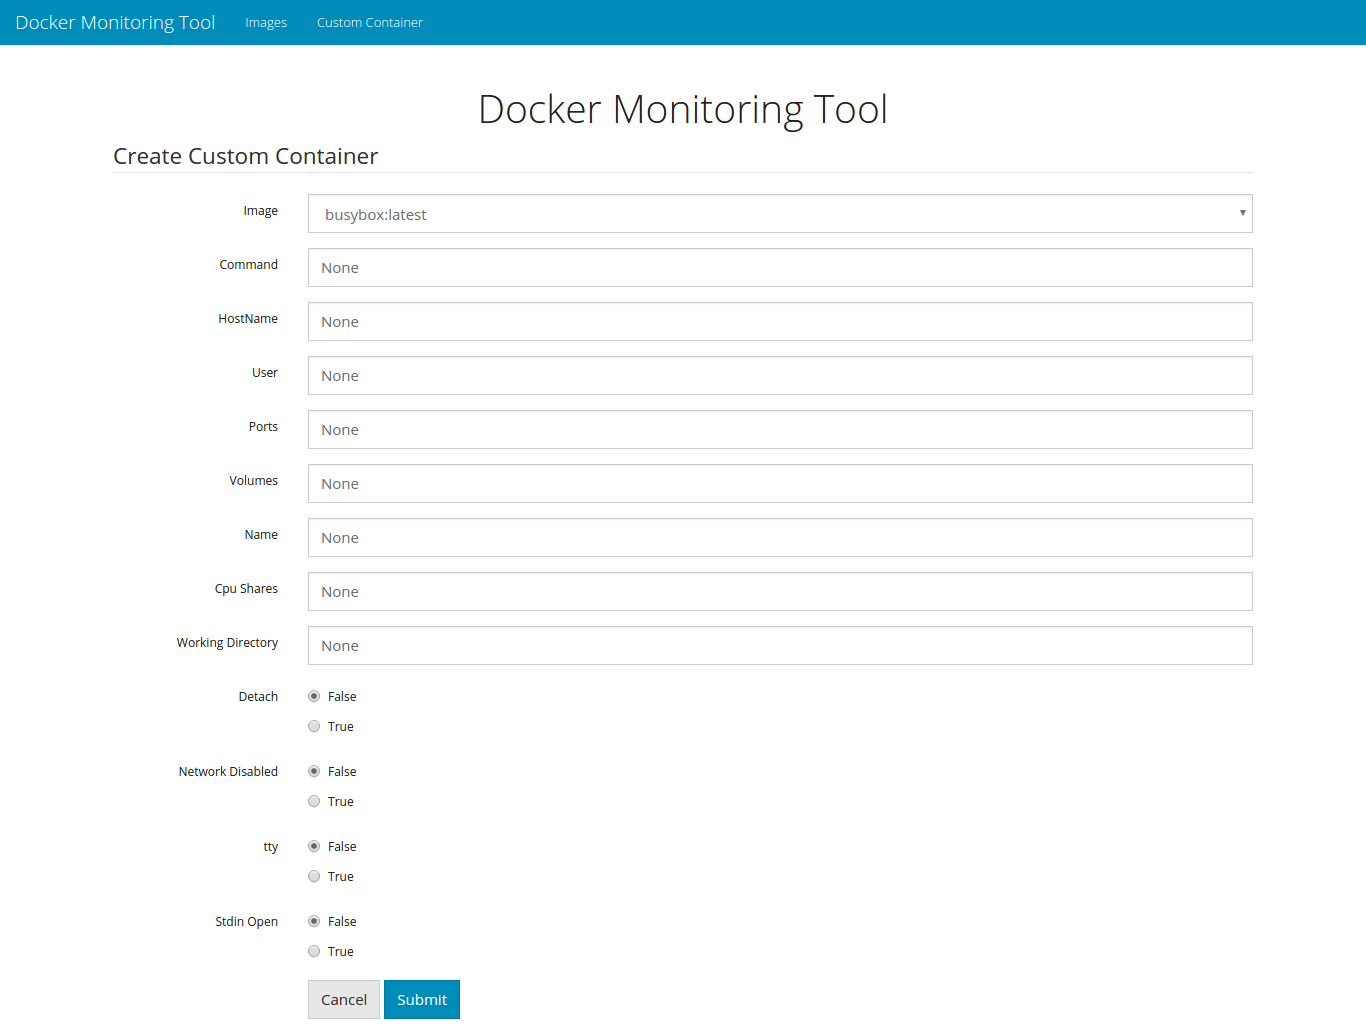 Docker Monitoring Tool Images Custom Container
Docker Monitoring Tool
Create Custom Container
Image busybox:latest
Command None
HostName None
User None
Ports None
Volumes None
Name None
Cpu Shares None
Working Directory None
Detach False
True
Network Disabled False
True
tty False
True
Stdin Open False
True
Cancel Submit